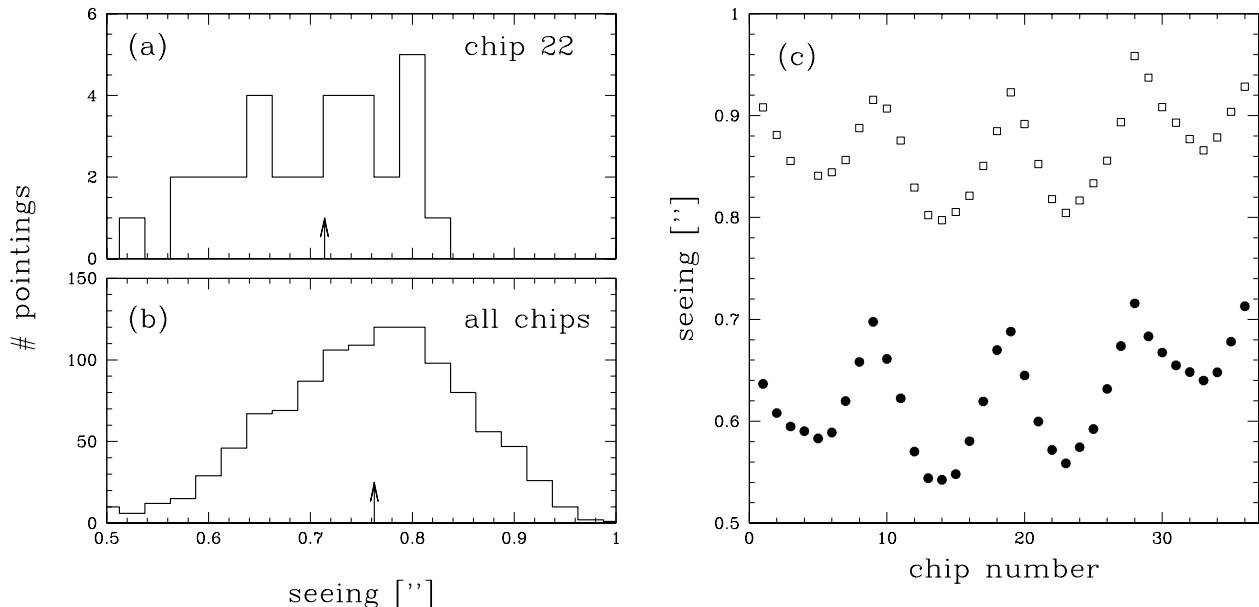 (a)
chip 22
6
4
2
0
(b)
all chips
150
100
50
0
0.5 0.6 0.7 0.8 0.9 1
# pointings
seeing [”]
(c)
1
0.9
0.8
0.7
0.6
0.5
0 10 20 30
seeing [”]
chip number